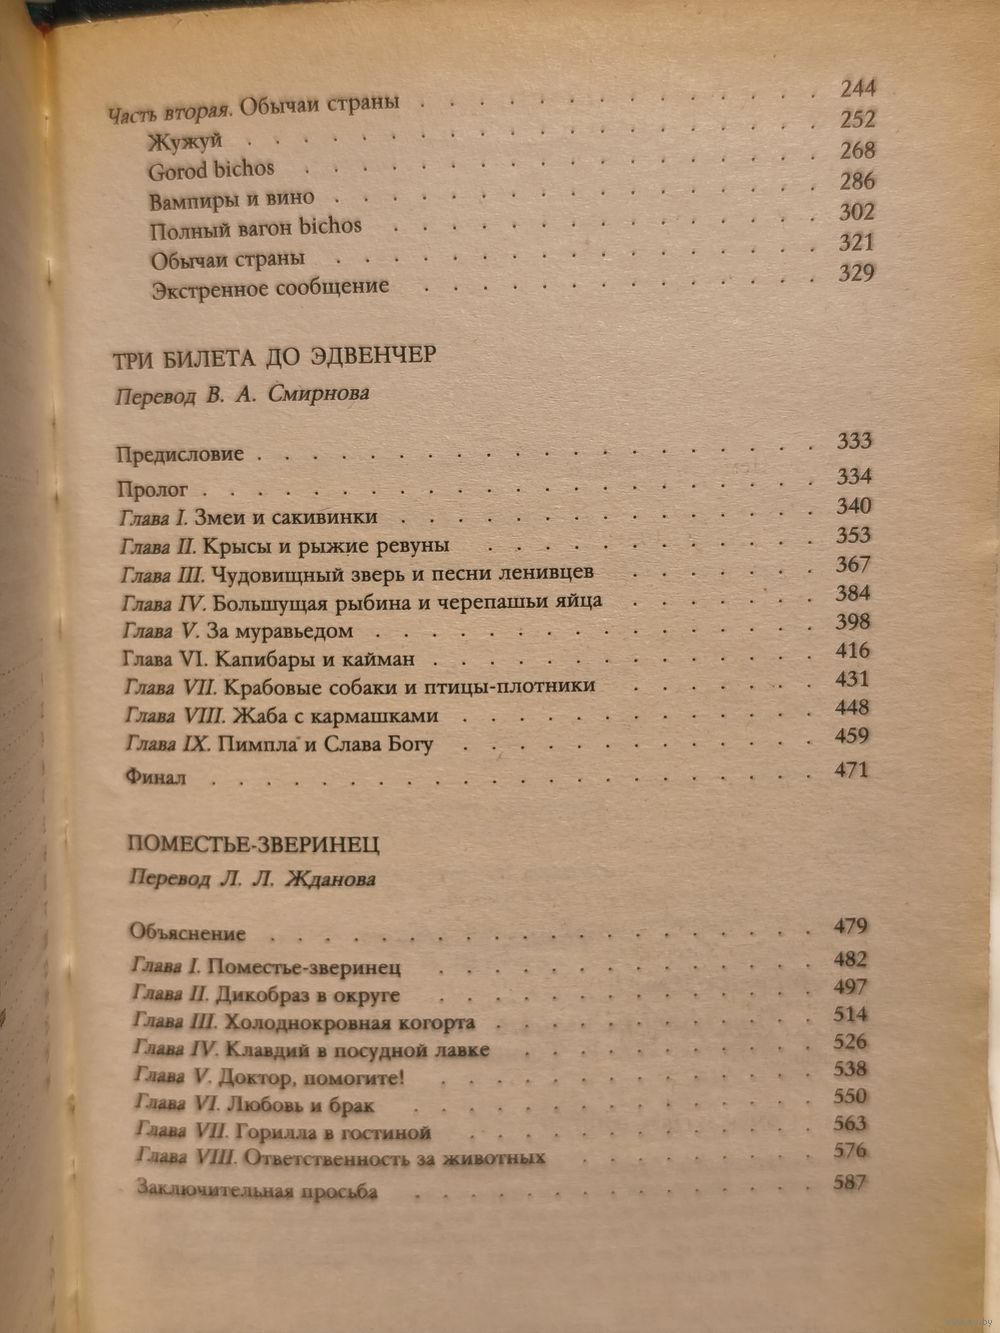 Часть вторая. Обычаи страны . . . . . . . . . . . . . . 244
Жужуй . . . . . . . . . . . . . . . . . . . . 252
Gorod bichos . . . . . . . . . . . . . . . . . . 268
Вампиры и вино . . . . . . . . . . . . . . . . . 286
Полный вагон bichos . . . . . . . . . . . . . . . 302
Обычаи страны . . . . . . . . . . . . . . . . . 321
Экстренное сообщение . . . . . . . . . . . . . . 329
ТРИ БИЛЕТА ДО ЭДВЕНЧЕР
Перевод В. А. Смирнова
Предисловие . . . . . . . . . . . . . . . . . . . . 333
Пролог . . . . . . . . . . . . . . . . . . . . . . 334
Глава I. Змеи и сакивинки . . . . . . . . . . . . . . . 340
Глава II. Крысы и рыжие ревуны . . . . . . . . . . . . 353
Глава III. Чудовищный зверь и песни ленивцев . . . . . . . 367
Глава IV. Большущая рыбина и черепашьи яйца . . . . . . . 384
Глава V. За муравьедом . . . . . . . . . . . . . . . . 398
Глава VI. Капибары и кайман . . . . . . . . . . . . . . 416
Глава VII. Крабовые собаки и птицы-плотники . . . . . . . 431
Глава VIII. Жаба с кармашками . . . . . . . . . . . . . 448
Глава IX. Пимпла и Слава Богу . . . . . . . . . . . . . 459
Финал . . . . . . . . . . . . . . . . . . . . . . 471
ПОМЕСТЬЕ-ЗВЕРИНЕЦ
Перевод Л. Л. Жданова
Объяснение . . . . . . . . . . . . . . . . . . . . 479
Глава I. Поместье-зверинец . . . . . . . . . . . . . . 482
Глава II. Дикобраз в округе . . . . . . . . . . . . . . 497
Глава III. Холоднокровная когорта . . . . . . . . . . . . 514
Глава IV. Клавдий в посудной лавке . . . . . . . . . . . 526
Глава V. Доктор, помогите! . . . . . . . . . . . . . . 538
Глава VI. Любовь и брак . . . . . . . . . . . . . . . 550
Глава VII. Горилла в гостиной . . . . . . . . . . . . . 563
Глава VIII. Ответственность за животных . . . . . . . . . 576
Заключительная просьба . . . . . . . . . . . . . . . 587